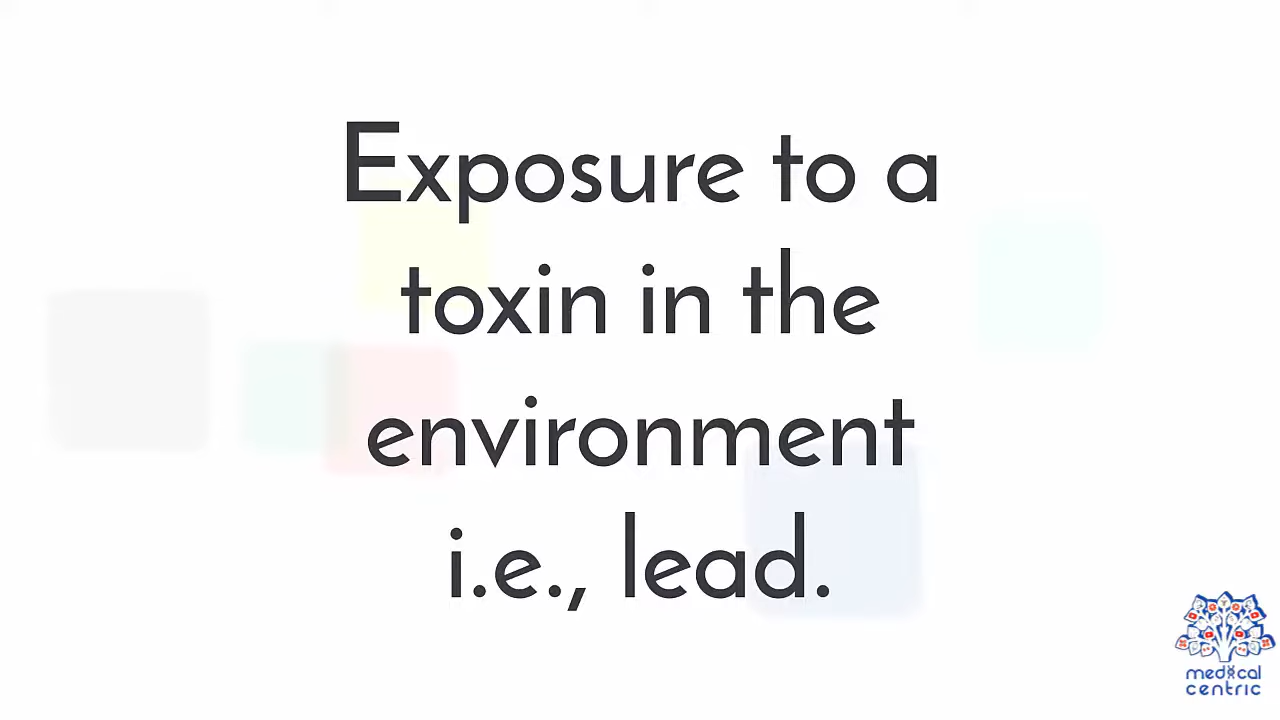 Exposure to a
toxin in the
environment
i.e., lead.
medical
centric